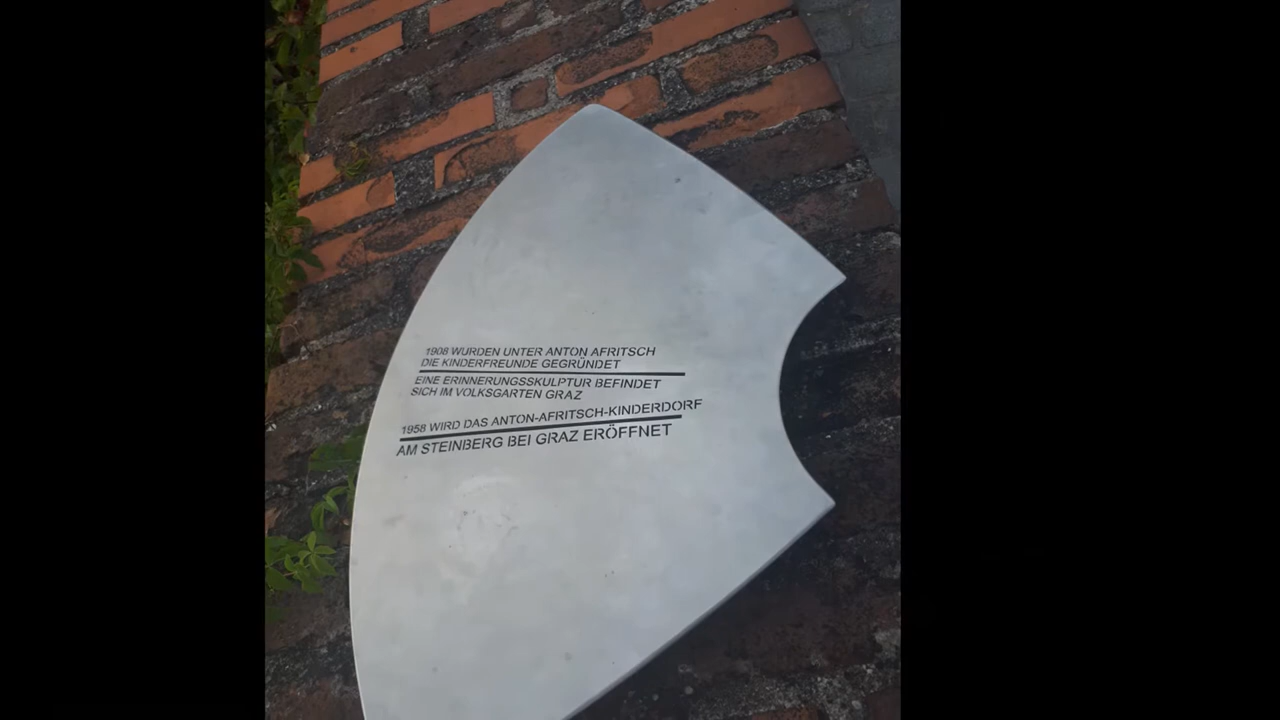 1908 WURDEN UNTER ANTON AFRITSCH
DIE KINDERFREUNDE GEGRÜNDET
EINE ERINNERUNGSSKULPTUR BEFINDET
SICH IM VOLKSGARTEN GRAZ
1958 WIRD DAS ANTON-AFRITSCH-KINDERDORF
AM STEINBERG BEI GRAZ ERÖFFNET